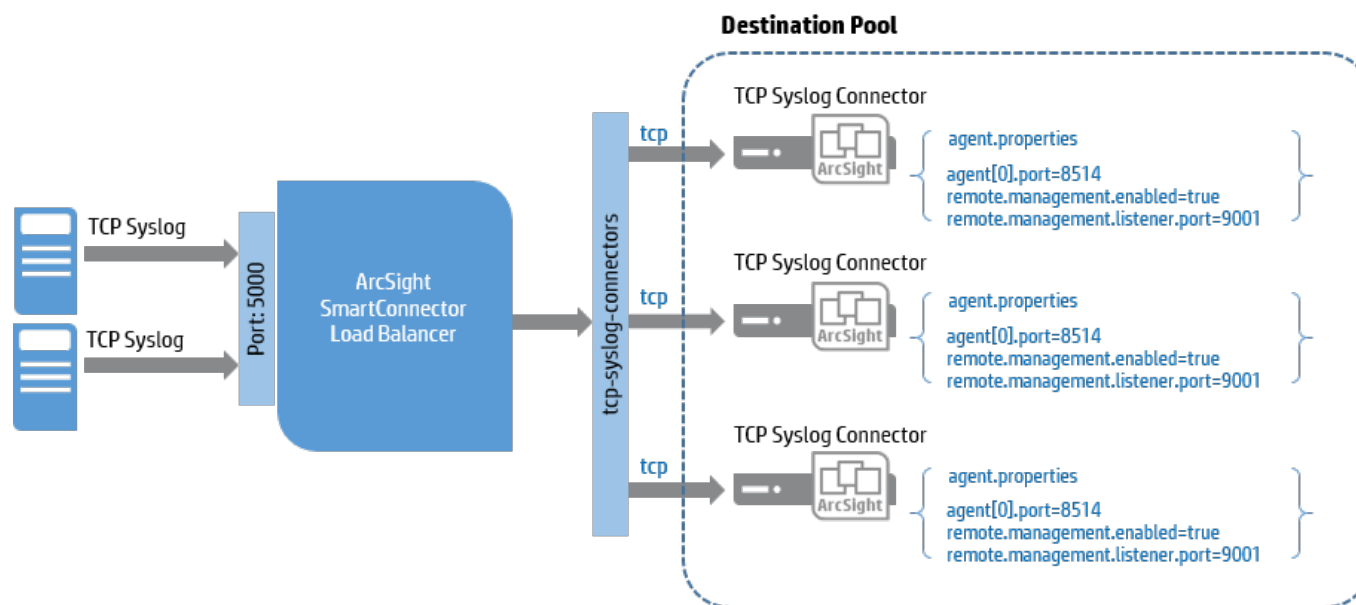 Destination Pool
TCP Syslog
TCP Syslog
Port: 5000
ArcSight
SmartConnector
Load Balancer
tcp-syslog-connectors
tcp
TCP Syslog Connector
ArcSight
agent.properties
agent[0].port=8514
remote.management.enabled=true
remote.management.listener.port=9001
tcp
TCP Syslog Connector
ArcSight
agent.properties
agent[0].port=8514
remote.management.enabled=true
remote.management.listener.port=9001
tcp
TCP Syslog Connector
ArcSight
agent.properties
agent[0].port=8514
remote.management.enabled=true
remote.management.listener.port=9001